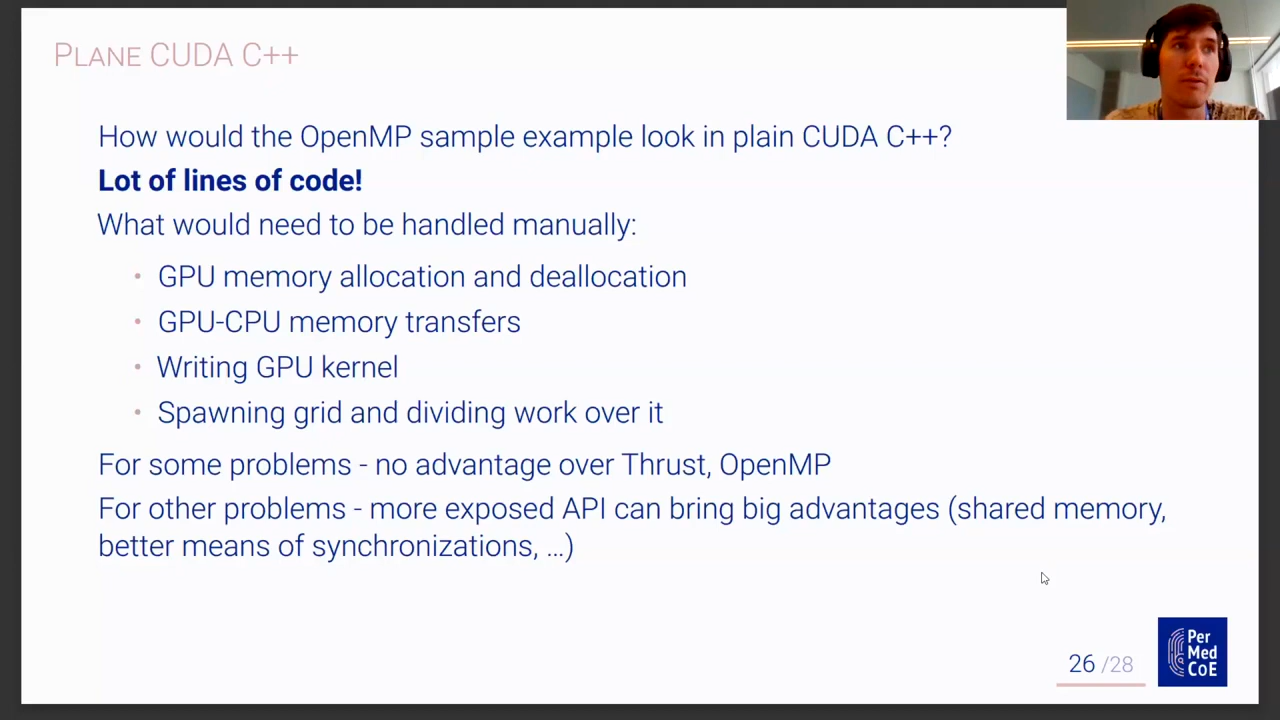 PLANE CUDA C++
How would the OpenMP sample example look in plain CUDA C++?
Lot of lines of code!
What would need to be handled manually:
• GPU memory allocation and deallocation
• GPU-CPU memory transfers
• Writing GPU kernel
• Spawning grid and dividing work over it
For some problems - no advantage over Thrust, OpenMP
For other problems - more exposed API can bring big advantages (shared memory,
better means of synchronizations, ...)
26 /28
Per
Med
CoE